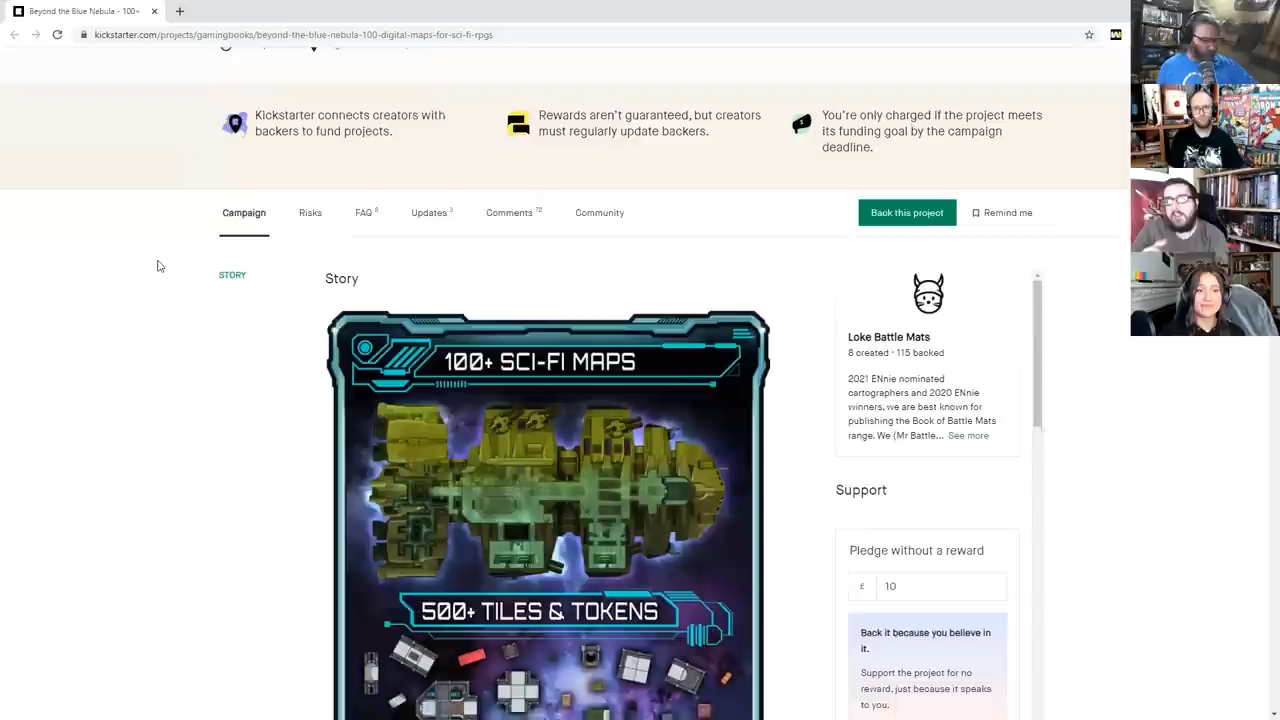 Beyond the Blue Nebula - 100+
kickstarter.com/projects/gamingbooks/beyond-the-blue-nebula-100-digital-maps-for-sci-fi-rpgs
Kickstarter connects creators with
backers to fund projects.
Rewards aren't guaranteed, but creators
must regularly update backers.
You're only charged if the project meets
its funding goal by the campaign
deadline.
Campaign
Risks
FAQ 8
Updates 3
Comments 72
Community
Back this project
Remind me
STORY
Story
100+ SCI-FI MAPS
500+ TILES & TOKENS
Loke Battle Mats
8 created · 115 backed
2021 ENnie nominated
cartographers and 2020 ENnie
winners, we are best known for
publishing the Book of Battle Mats
range. We (Mr Battle... See more
Support
Pledge without a reward
£ 10
Back it because you believe in
it.
Support the project for no
reward, just because it speaks
to you.